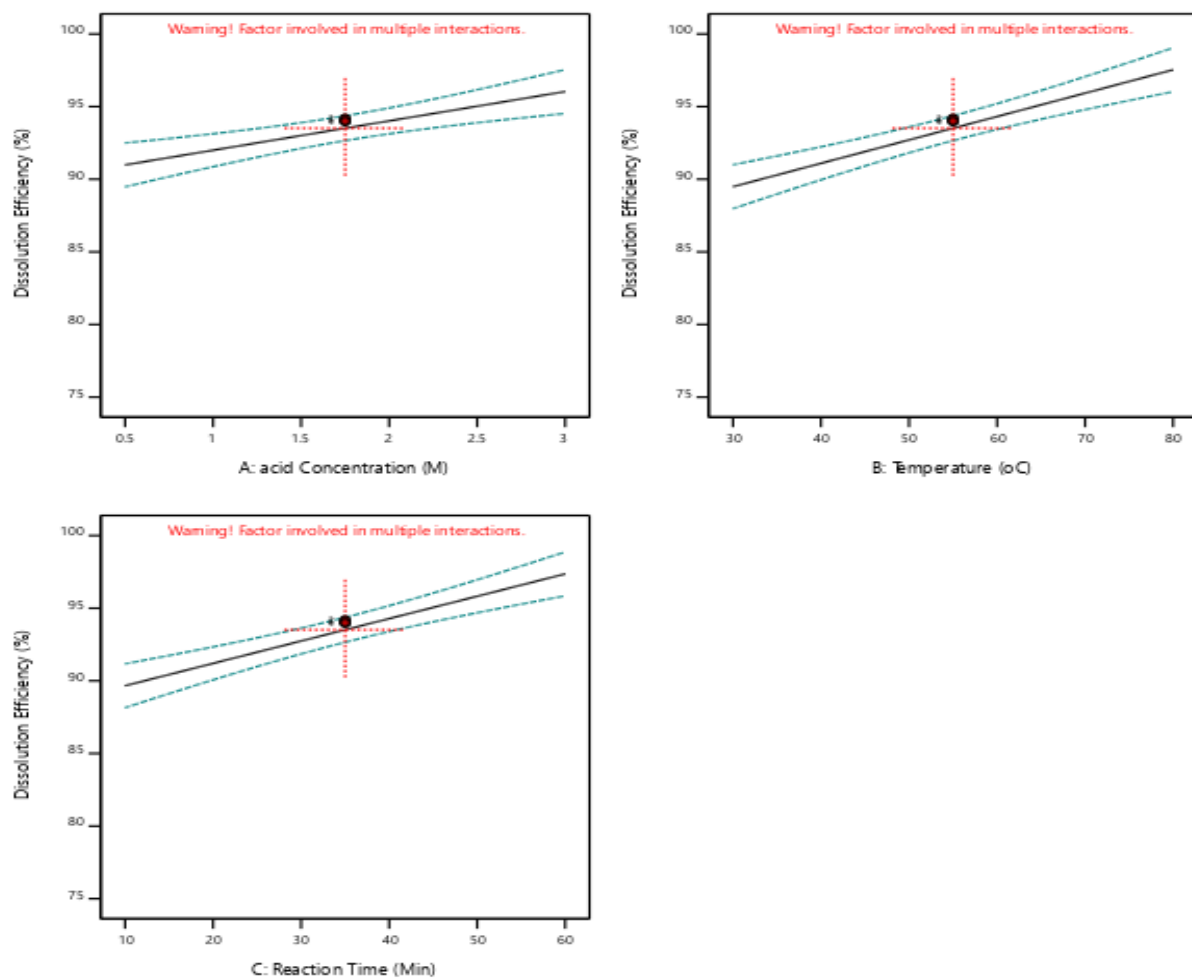 Warning! Factor involved in multiple interactions.
100
95
90
85
80
75
Dissolution Efficiency (%)
0.5 1 1.5 2 2.5 3
A: acid Concentration (M)
Warning! Factor involved in multiple interactions.
100
95
90
85
80
75
Dissolution Efficiency (%)
30 40 50 60 70 80
B: Temperature (oC)
Warning! Factor involved in multiple interactions.
100
95
90
85
80
75
Dissolution Efficiency (%)
10 20 30 40 50 60
C: Reaction Time (Min)